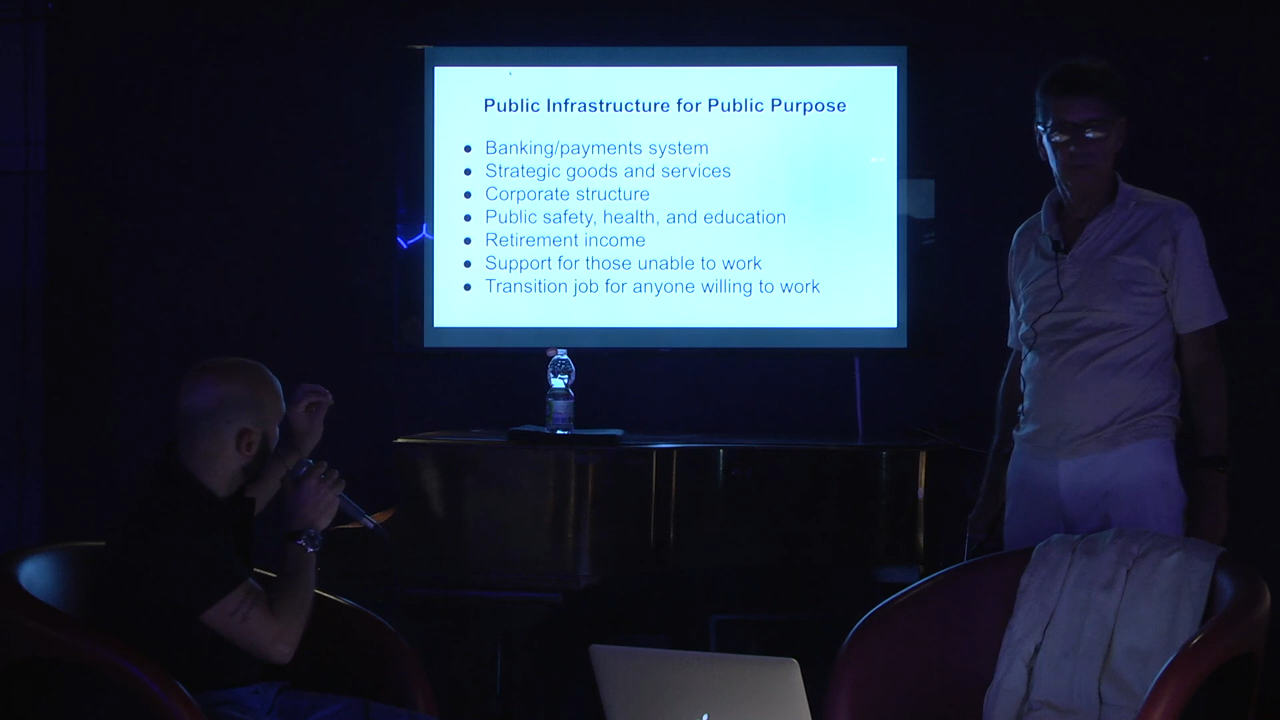 Public Infrastructure for Public Purpose
● Banking/payments system
● Strategic goods and services
● Corporate structure
● Public safety, health, and education
● Retirement income
● Support for those unable to work
● Transition job for anyone willing to work